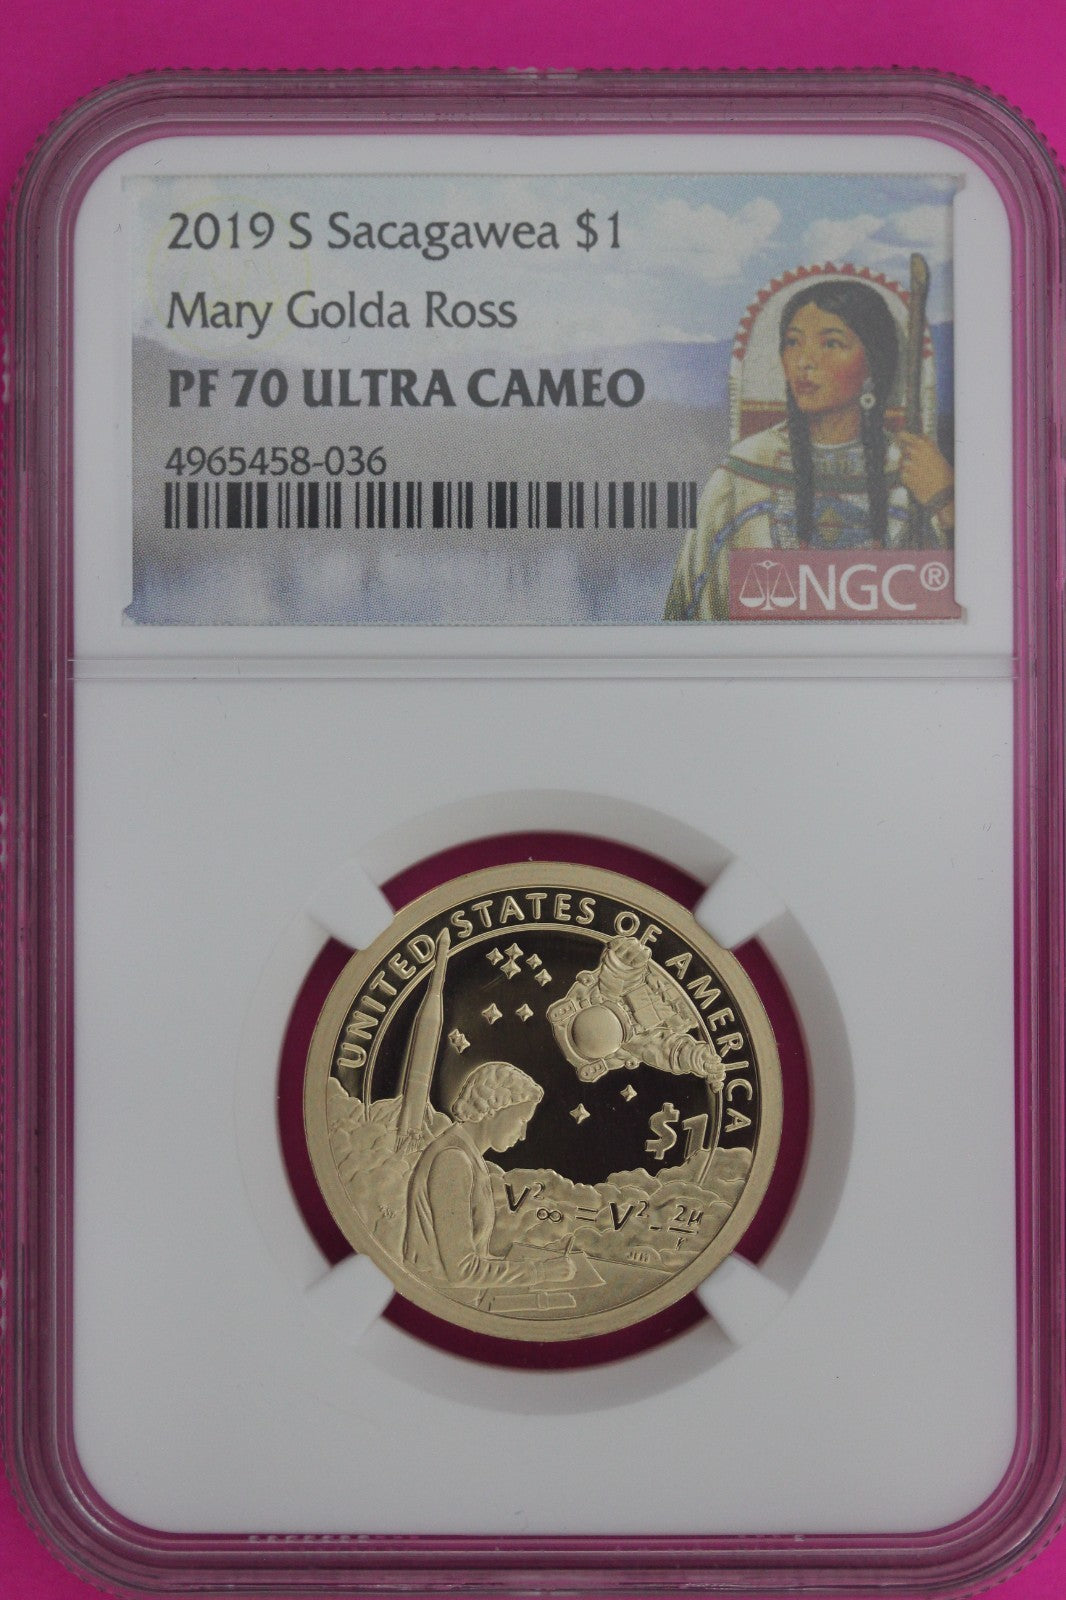 2019 S Sacagawea $1
Mary Golda Ross
PF 70 ULTRA CAMEO
4965458-036
NGC®
UNITED STATES OF AMERICA
$1
V²∞ = V² - 2μ/r